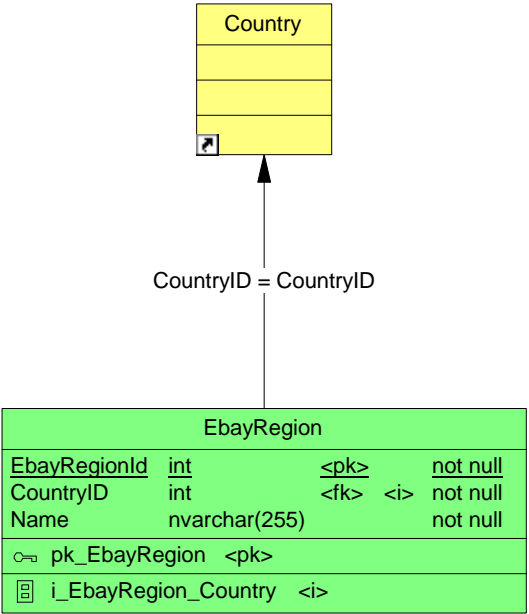 Country
CountryID = CountryID
EbayRegion
EbayRegionId int <pk> not null
CountryID int <fk> <i> not null
Name nvarchar(255) not null
pk_EbayRegion <pk>
i_EbayRegion_Country <i>